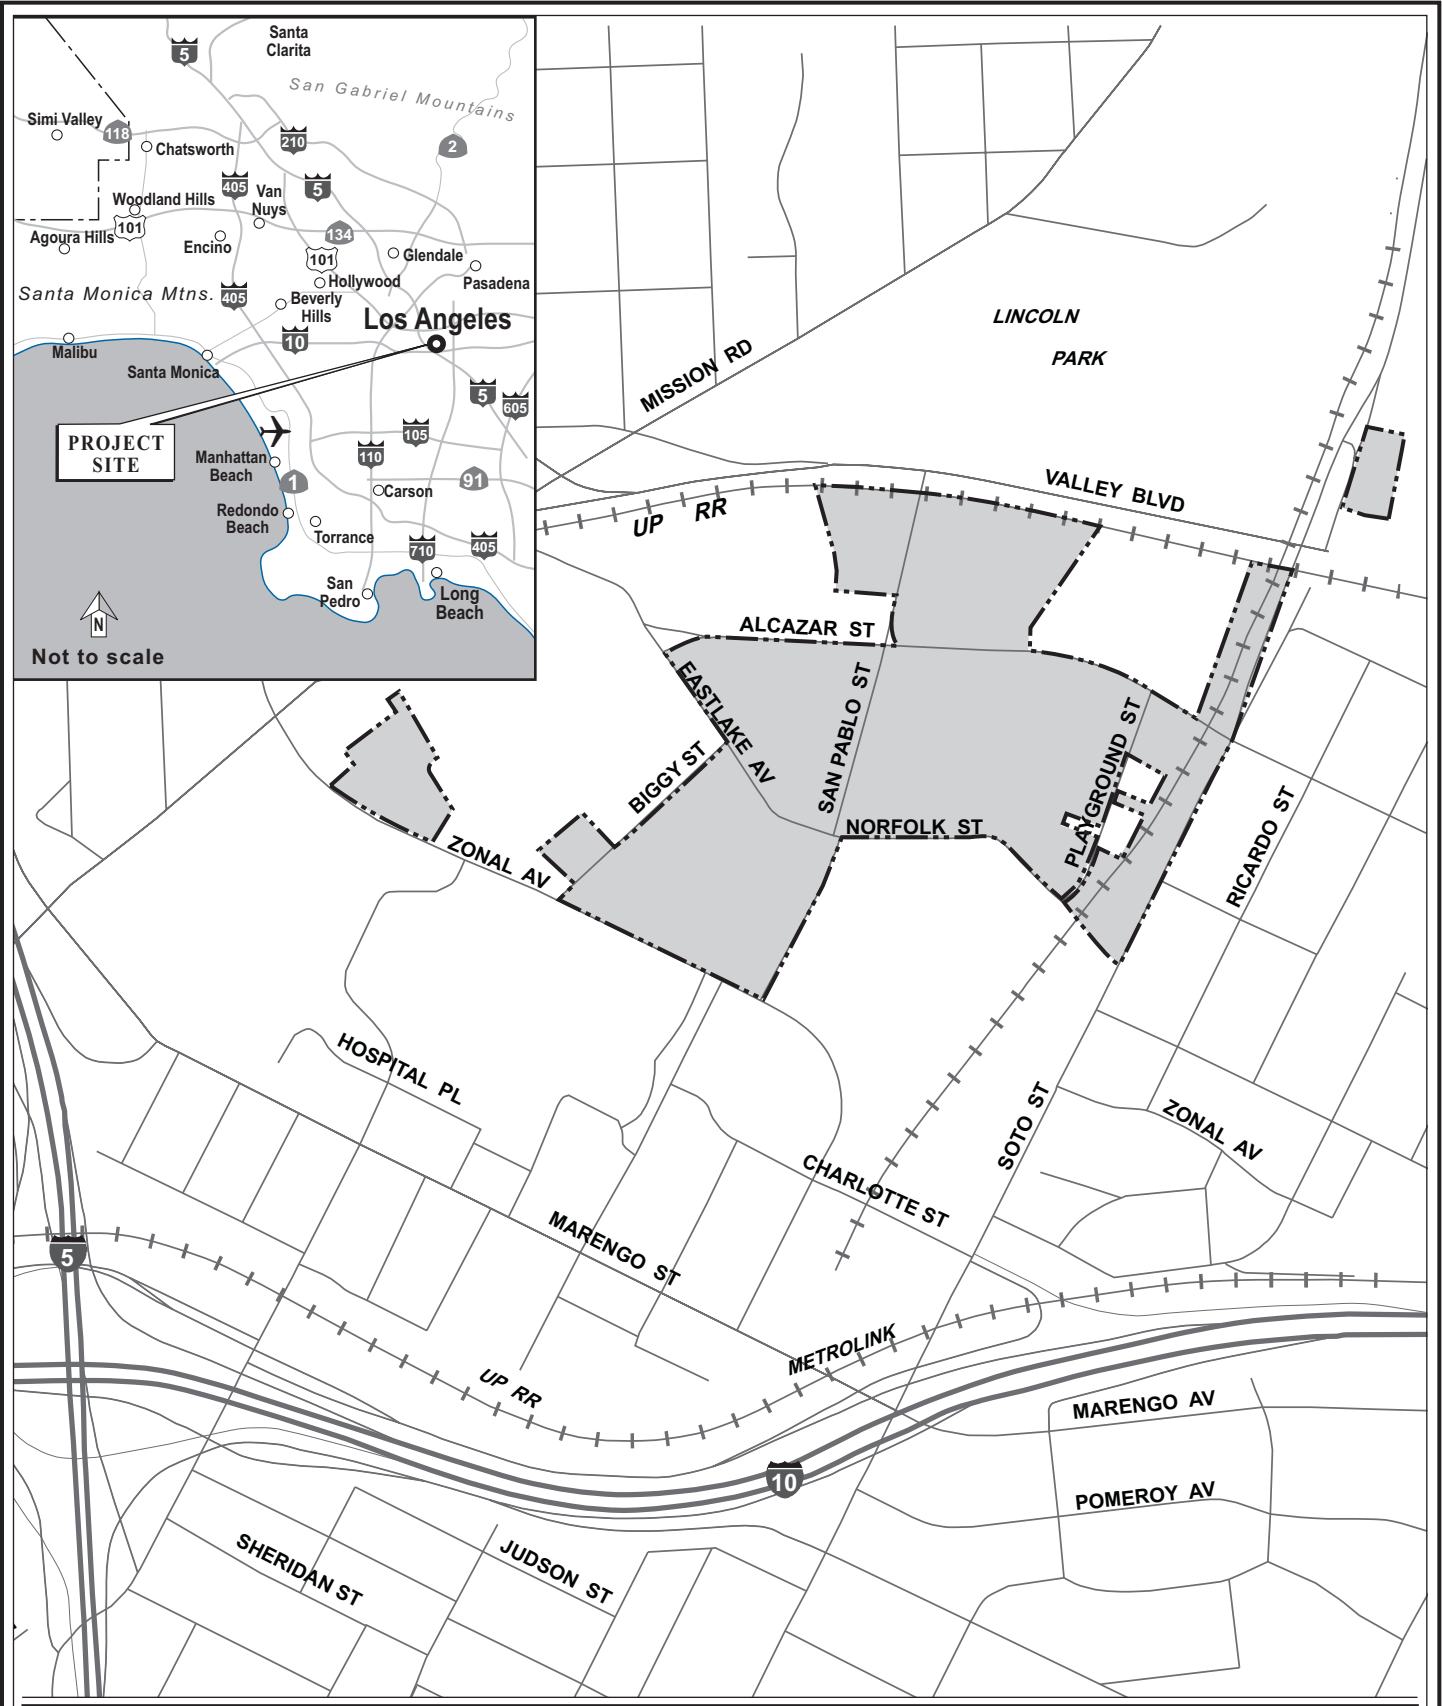 5
Santa
Clarita
San Gabriel Mountains
Simi Valley
118
Chatsworth
210
2
405
5
Van
Nuys
Woodland Hills
101
Agoura Hills
Encino
134
101
Glendale
Hollywood
Pasadena
Santa Monica Mtns.
405
Beverly
Hills
Los Angeles
10
Malibu
Santa Monica
5
605
PROJECT
SITE
105
110
Manhattan
Beach
1
91
Carson
Redondo
Beach
Torrance
710
405
San
Pedro
Long
Beach
N
Not to scale
LINCOLN
PARK
MISSION RD
VALLEY BLVD
UP RR
ALCAZAR ST
EASTLAKE AV
SAN PABLO ST
PLAYGROUND ST
BIGGY ST
NORFOLK ST
RICARDO ST
ZONAL AV
HOSPITAL PL
SOTO ST
ZONAL AV
CHARLOTTE ST
MARENGO ST
5
METROLINK
UP RR
MARENGO AV
10
POMEROY AV
SHERIDAN ST
JUDSON ST